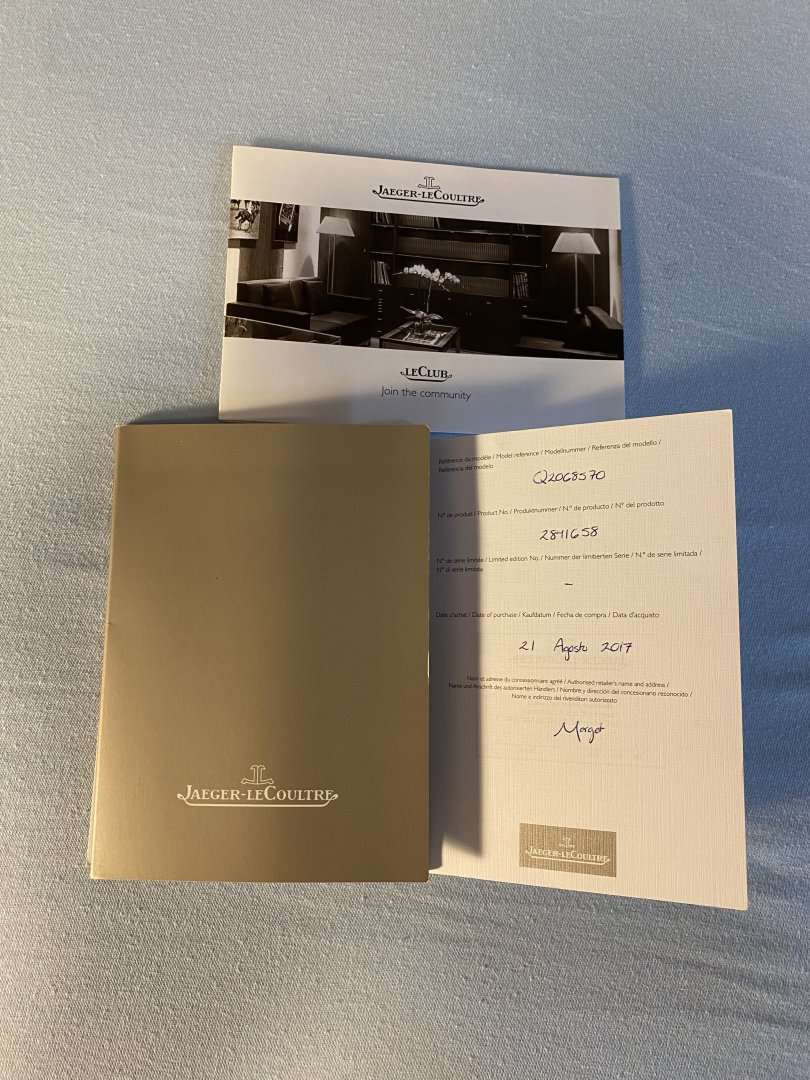 JAEGER-LECOULTRE
LECLUB
Join the community
JAEGER-LECOULTRE
Référence du modèle / Model reference / Modellnummer / Referenza del modello /
Referencia del modelo
Q2068570
N° de produit / Product No. / Produktnummer / N.° de producto / N° del prodotto
2841658
N° de série limitée / Limited edition No. / Nummer der limitierten Serie / N.° de serie limitada /
N° di serie limitata
-
Date d'achat / Date of purchase / Kaufdatum / Fecha de compra / Data d'acquisto
21 Agosto 2017
Nom et adresse du concessionnaire agréé / Authorised retailer's name and address /
Name und Anschrift des autorisierten Händlers / Nombre y dirección del concesionario reconocido /
Nome e indirizzo del rivenditori autorizzato
Margot
JAEGER-LECOULTRE